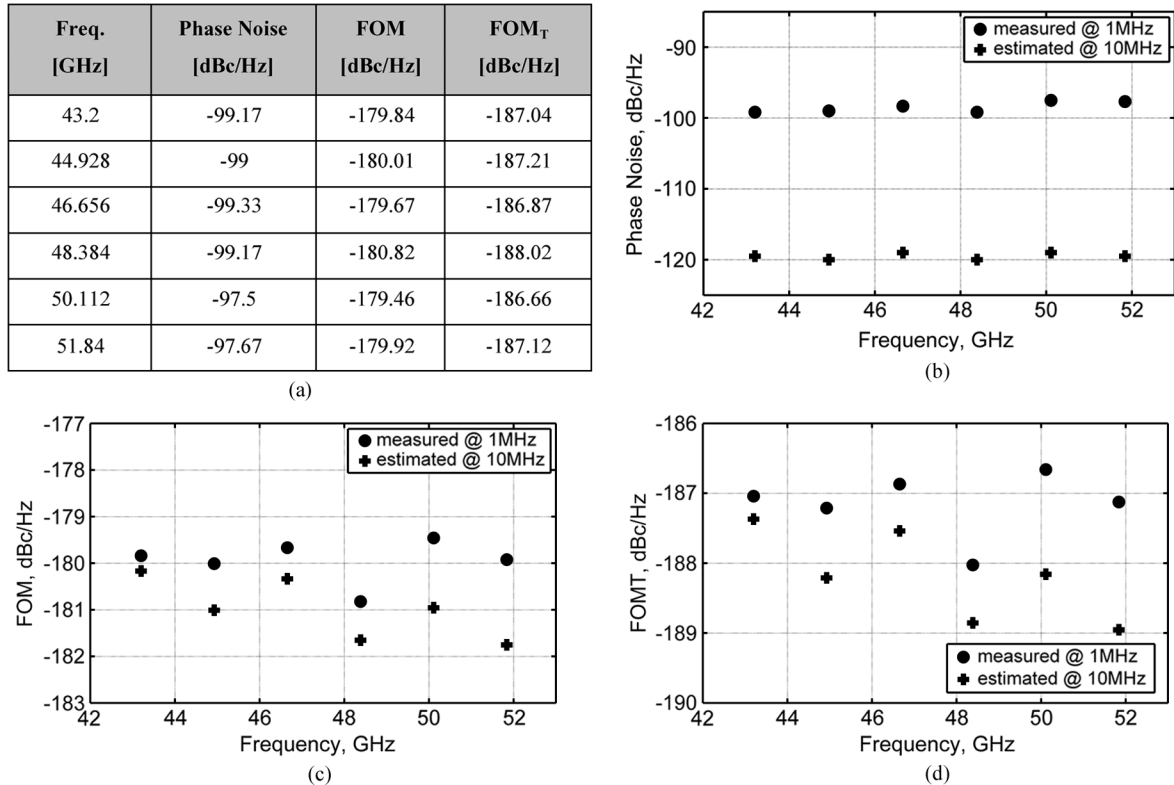 Freq. Phase Noise FOM FOMT
[GHz] [dBc/Hz] [dBc/Hz] [dBc/Hz]
43.2 -99.17 -179.84 -187.04
44.928 -99 -180.01 -187.21
46.656 -99.33 -179.67 -186.87
48.384 -99.17 -180.82 -188.02
50.112 -97.5 -179.46 -186.66
51.84 -97.67 -179.92 -187.12
(a)
measured @ 1MHz
estimated @ 10MHz
Phase Noise, dBc/Hz
-85
-100
-110
-120
42 44 46 48 50 52
Frequency, GHz
(b)
measured @ 1MHz
estimated @ 10MHz
FOM, dBc/Hz
-177
-178
-179
-180
-181
-182
-183
42 44 46 48 50 52
Frequency, GHz
(c)
FOMT, dBc/Hz
-186
-187
-188
-189
-190
measured @ 1MHz
estimated @ 10MHz
42 44 46 48 50 52
Frequency, GHz
(d)